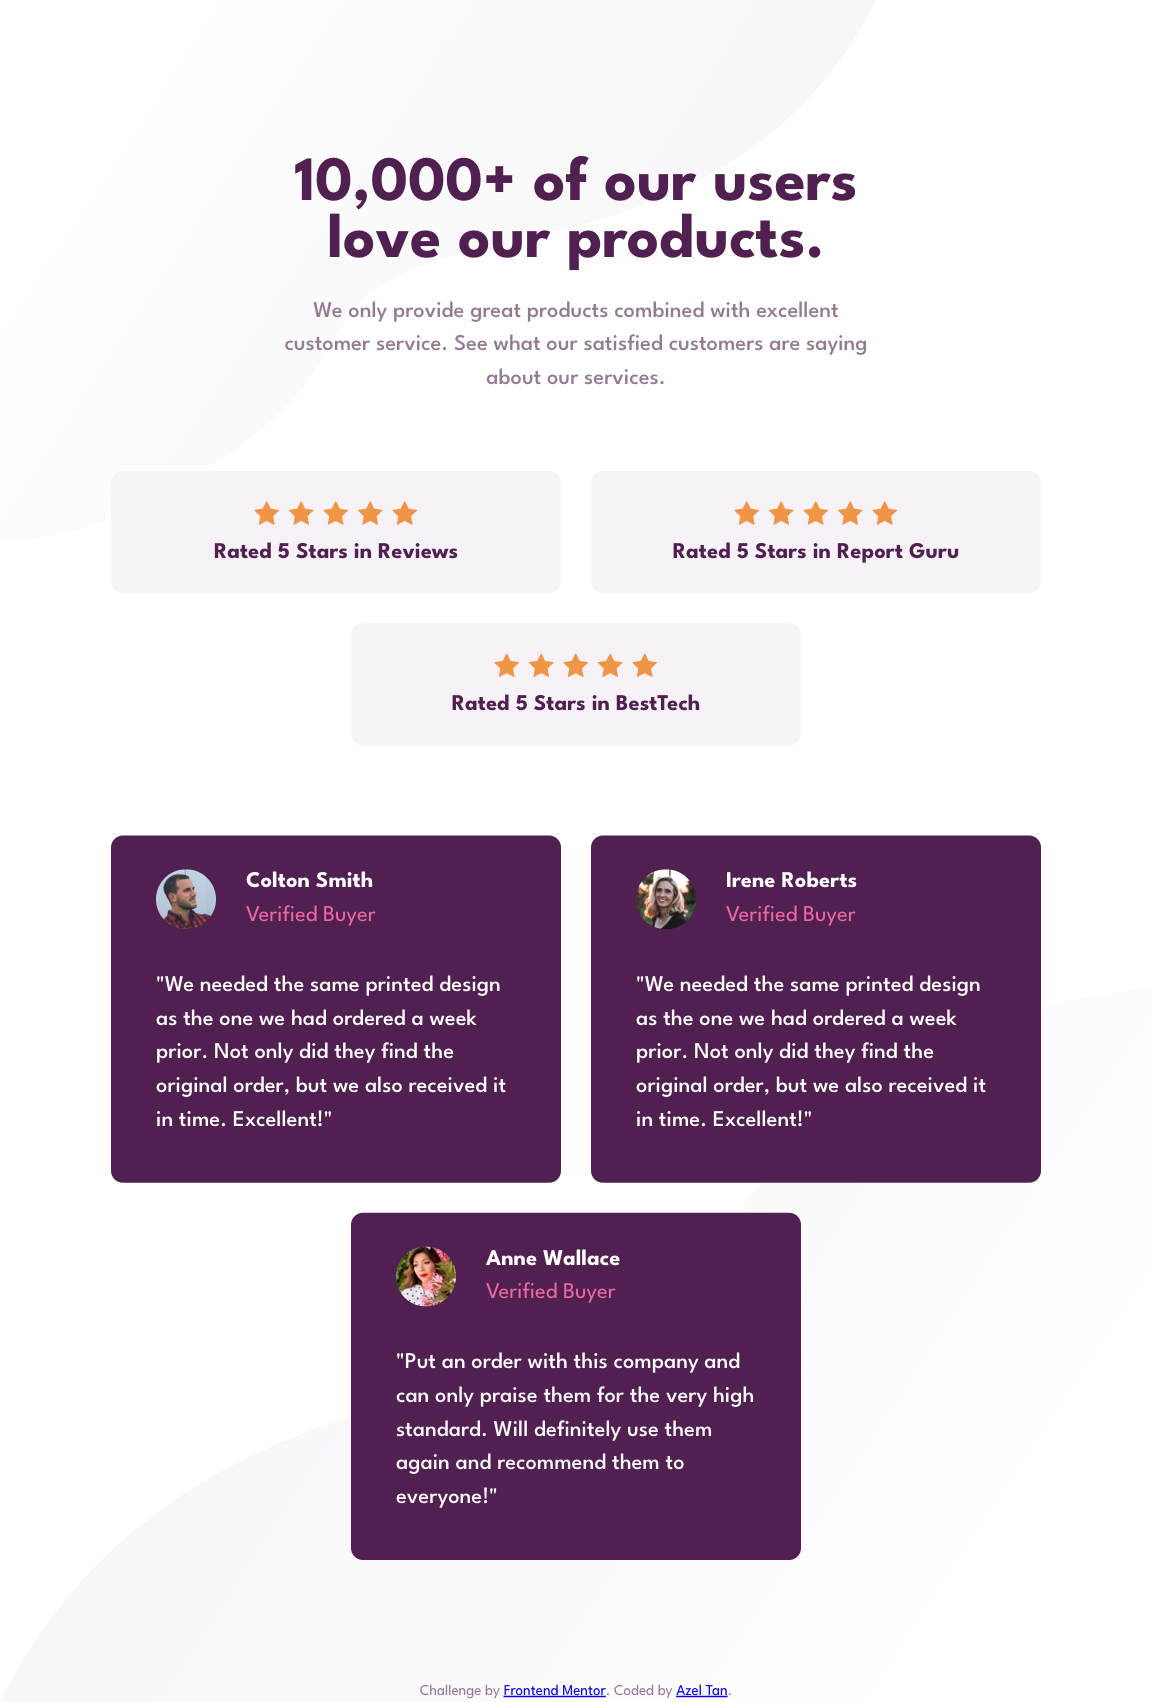 10,000+ of our users
love our products.
We only provide great products combined with excellent
customer service. See what our satisfied customers are saying
about our services.
Rated 5 Stars in Reviews
Rated 5 Stars in Report Guru
Rated 5 Stars in BestTech
Colton Smith
Verified Buyer
"We needed the same printed design
as the one we had ordered a week
prior. Not only did they find the
original order, but we also received it
in time. Excellent!"
Irene Roberts
Verified Buyer
"We needed the same printed design
as the one we had ordered a week
prior. Not only did they find the
original order, but we also received it
in time. Excellent!"
Anne Wallace
Verified Buyer
"Put an order with this company and
can only praise them for the very high
standard. Will definitely use them
again and recommend them to
everyone!"
Challenge by Frontend Mentor. Coded by Azel Tan.